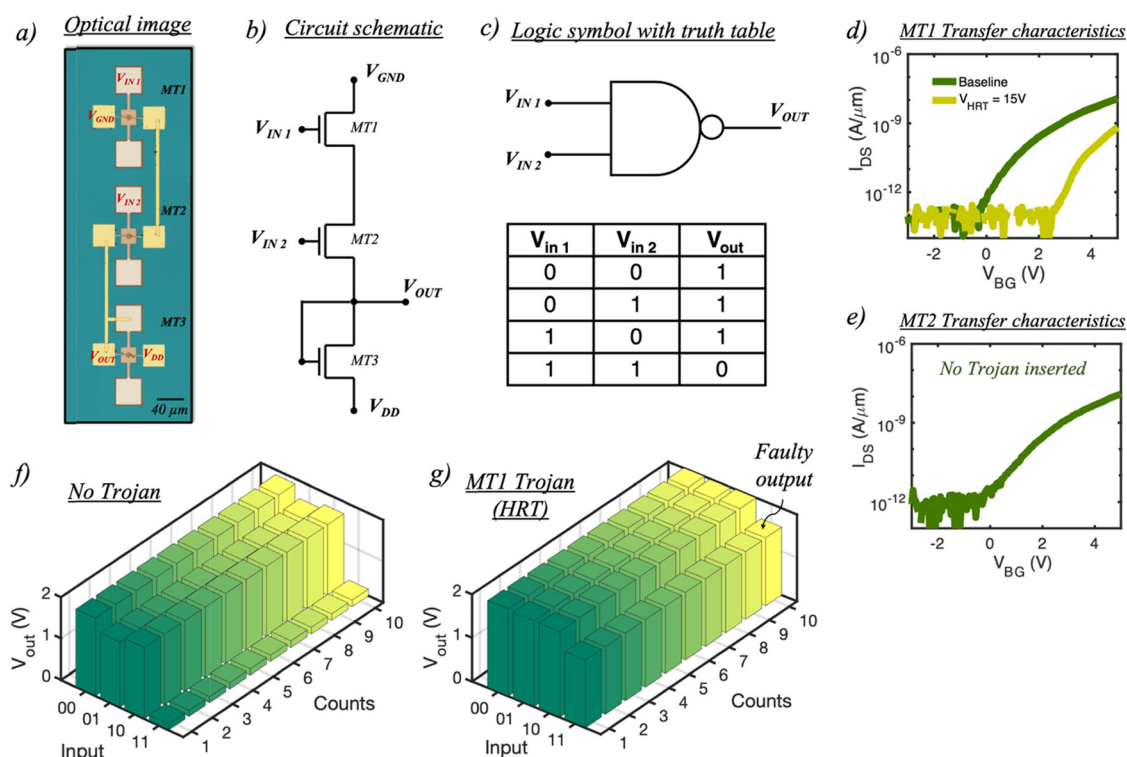 a) Optical image
V_IN 1
MT1
V_GND
V_IN 2
MT2
MT3
V_OUT
V_DD
40 µm
b) Circuit schematic
V_GND
V_IN 1
MT1
V_IN 2
MT2
V_OUT
MT3
V_DD
c) Logic symbol with truth table
V_IN 1
V_OUT
V_IN 2
V_in 1 V_in 2 V_out
0 0 1
0 1 1
1 0 1
1 1 0
d) MT1 Transfer characteristics
10^-6
Baseline
V_HRT = 15V
10^-9
10^-12
I_DS (A/µm)
-2 0 2 4
V_BG (V)
e) MT2 Transfer characteristics
10^-6
No Trojan inserted
10^-9
10^-12
I_DS (A/µm)
-2 0 2 4
V_BG (V)
f) No Trojan
2
1
0
V_out (V)
00 01 10 11
Input
1 2 3 4 5 6 7 8 9 10
Counts
g) MT1 Trojan
(HRT)
Faulty
output
2
1
0
V_out (V)
00 01 10 11
Input
1 2 3 4 5 6 7 8 9 10
Counts